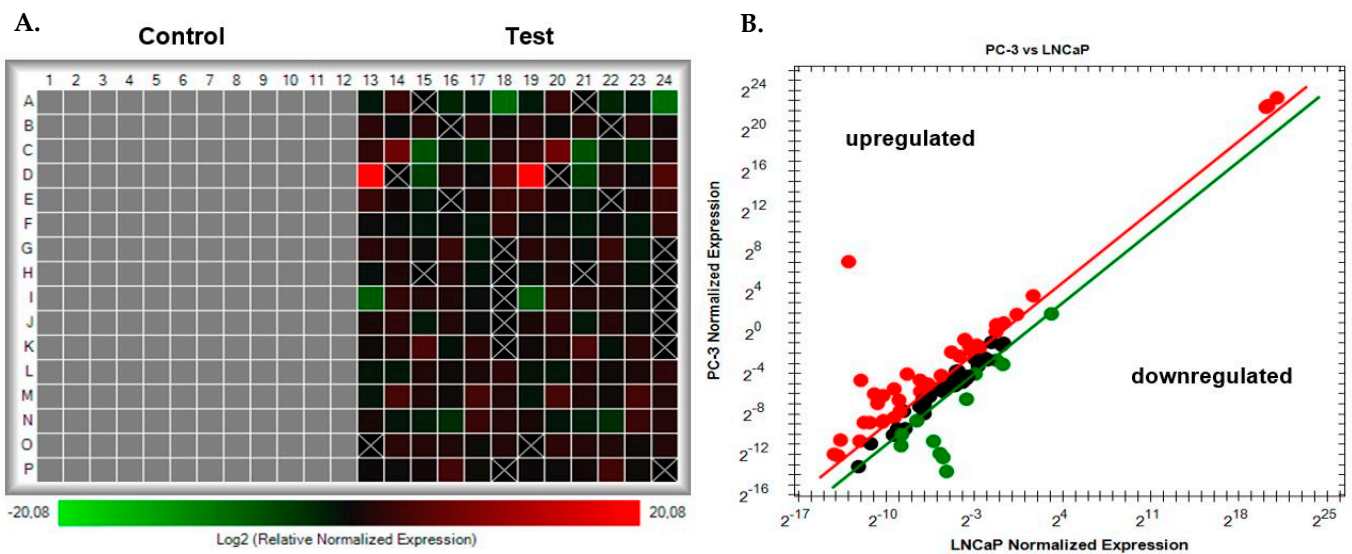 A.
Control Test
1 2 3 4 5 6 7 8 9 10 11 12 13 14 15 16 17 18 19 20 21 22 23 24
A
B
C
D
E
F
G
H
I
J
K
L
M
N
O
P
-20,08 20,08
Log2 (Relative Normalized Expression)
B.
PC-3 vs LNCaP
PC-3 Normalized Expression
2^24
2^20
2^16
2^12
2^8
2^4
2^0
2^-4
2^-8
2^-12
2^-16
upregulated
downregulated
2^-17 2^-10 2^-3 2^4 2^11 2^18 2^25
LNCaP Normalized Expression